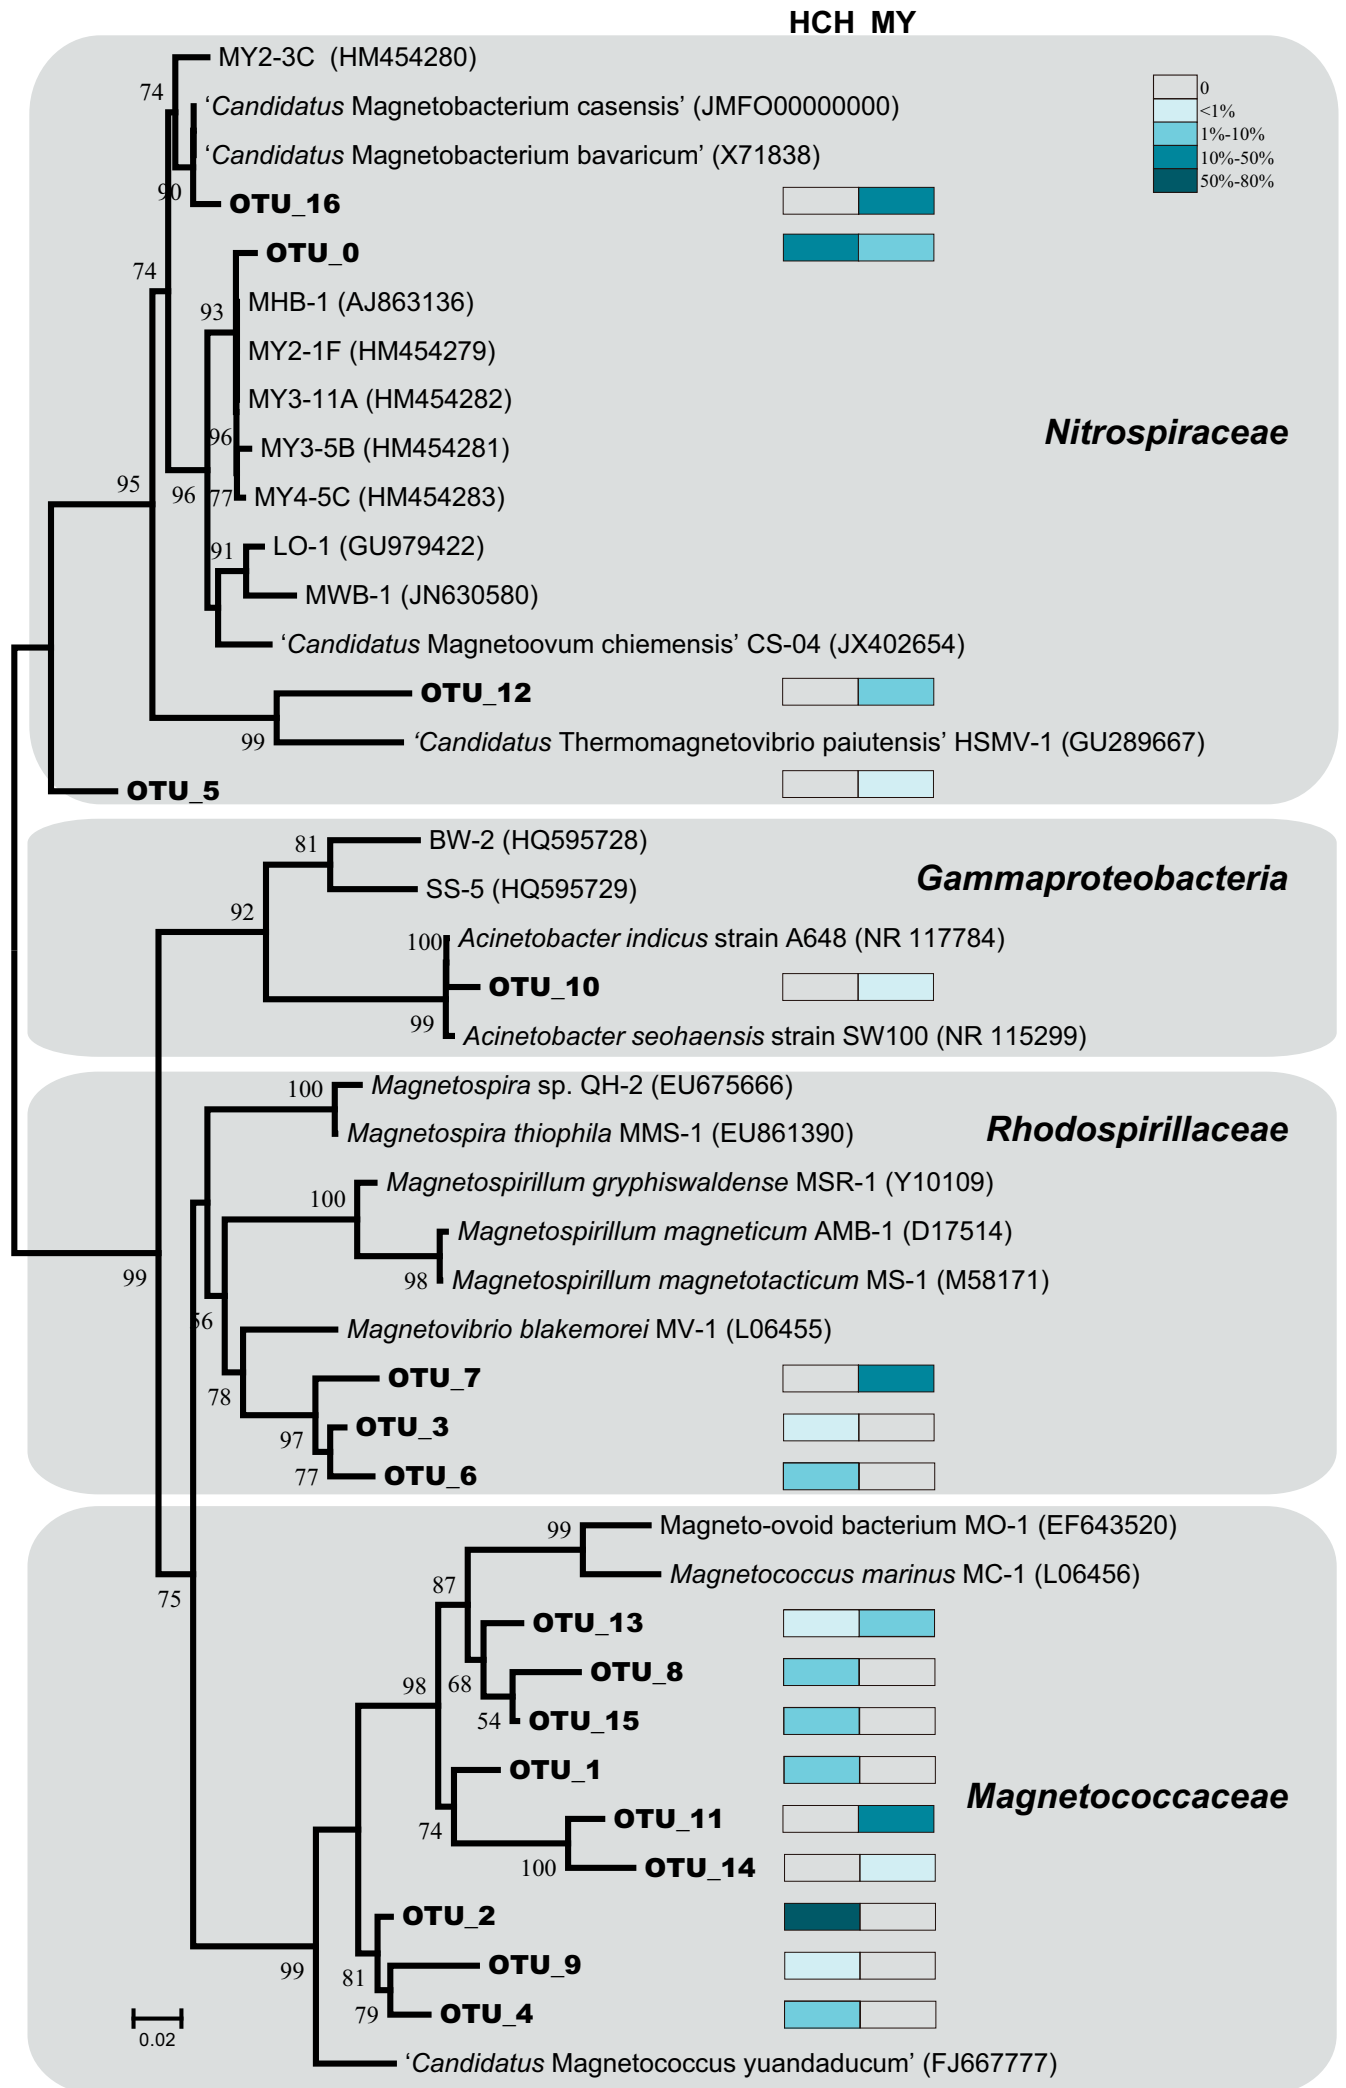 HCH MY
MY2-3C (HM454280)
0
74
<1%
‘Candidatus Magnetobacterium casensis’ (JMFO00000000)
1%-10%
‘Candidatus Magnetobacterium bavaricum’ (X71838)
10%-50%
50%-80%
90
OTU_16
OTU_0
74
MHB-1 (AJ863136)
93
MY2-1F (HM454279)
MY3-11A (HM454282)
Nitrospiraceae
96
MY3-5B (HM454281)
95
96
77
MY4-5C (HM454283)
91
LO-1 (GU979422)
MWB-1 (JN630580)
‘Candidatus Magnetoovum chiemensis’ CS-04 (JX402654)
OTU_12
99
‘Candidatus Thermomagnetovibrio paiutensis’ HSMV-1 (GU289667)
OTU_5
81
BW-2 (HQ595728)
Gammaproteobacteria
SS-5 (HQ595729)
92
100
Acinetobacter indicus strain A648 (NR 117784)
OTU_10
99
Acinetobacter seohaensis strain SW100 (NR 115299)
100
Magnetospira sp. QH-2 (EU675666)
Rhodospirillaceae
Magnetospira thiophila MMS-1 (EU861390)
Magnetospirillum gryphiswaldense MSR-1 (Y10109)
100
Magnetospirillum magneticum AMB-1 (D17514)
99
98
Magnetospirillum magnetotacticum MS-1 (M58171)
56
Magnetovibrio blakemorei MV-1 (L06455)
OTU_7
78
OTU_3
97
77
OTU_6
99
Magneto-ovoid bacterium MO-1 (EF643520)
Magnetococcus marinus MC-1 (L06456)
75
87
OTU_13
98
68
OTU_8
54
OTU_15
OTU_1
Magnetococcaceae
74
OTU_11
100
OTU_14
OTU_2
99
81
OTU_9
79
OTU_4
0.02
‘Candidatus Magnetococcus yuandaducum’ (FJ667777)